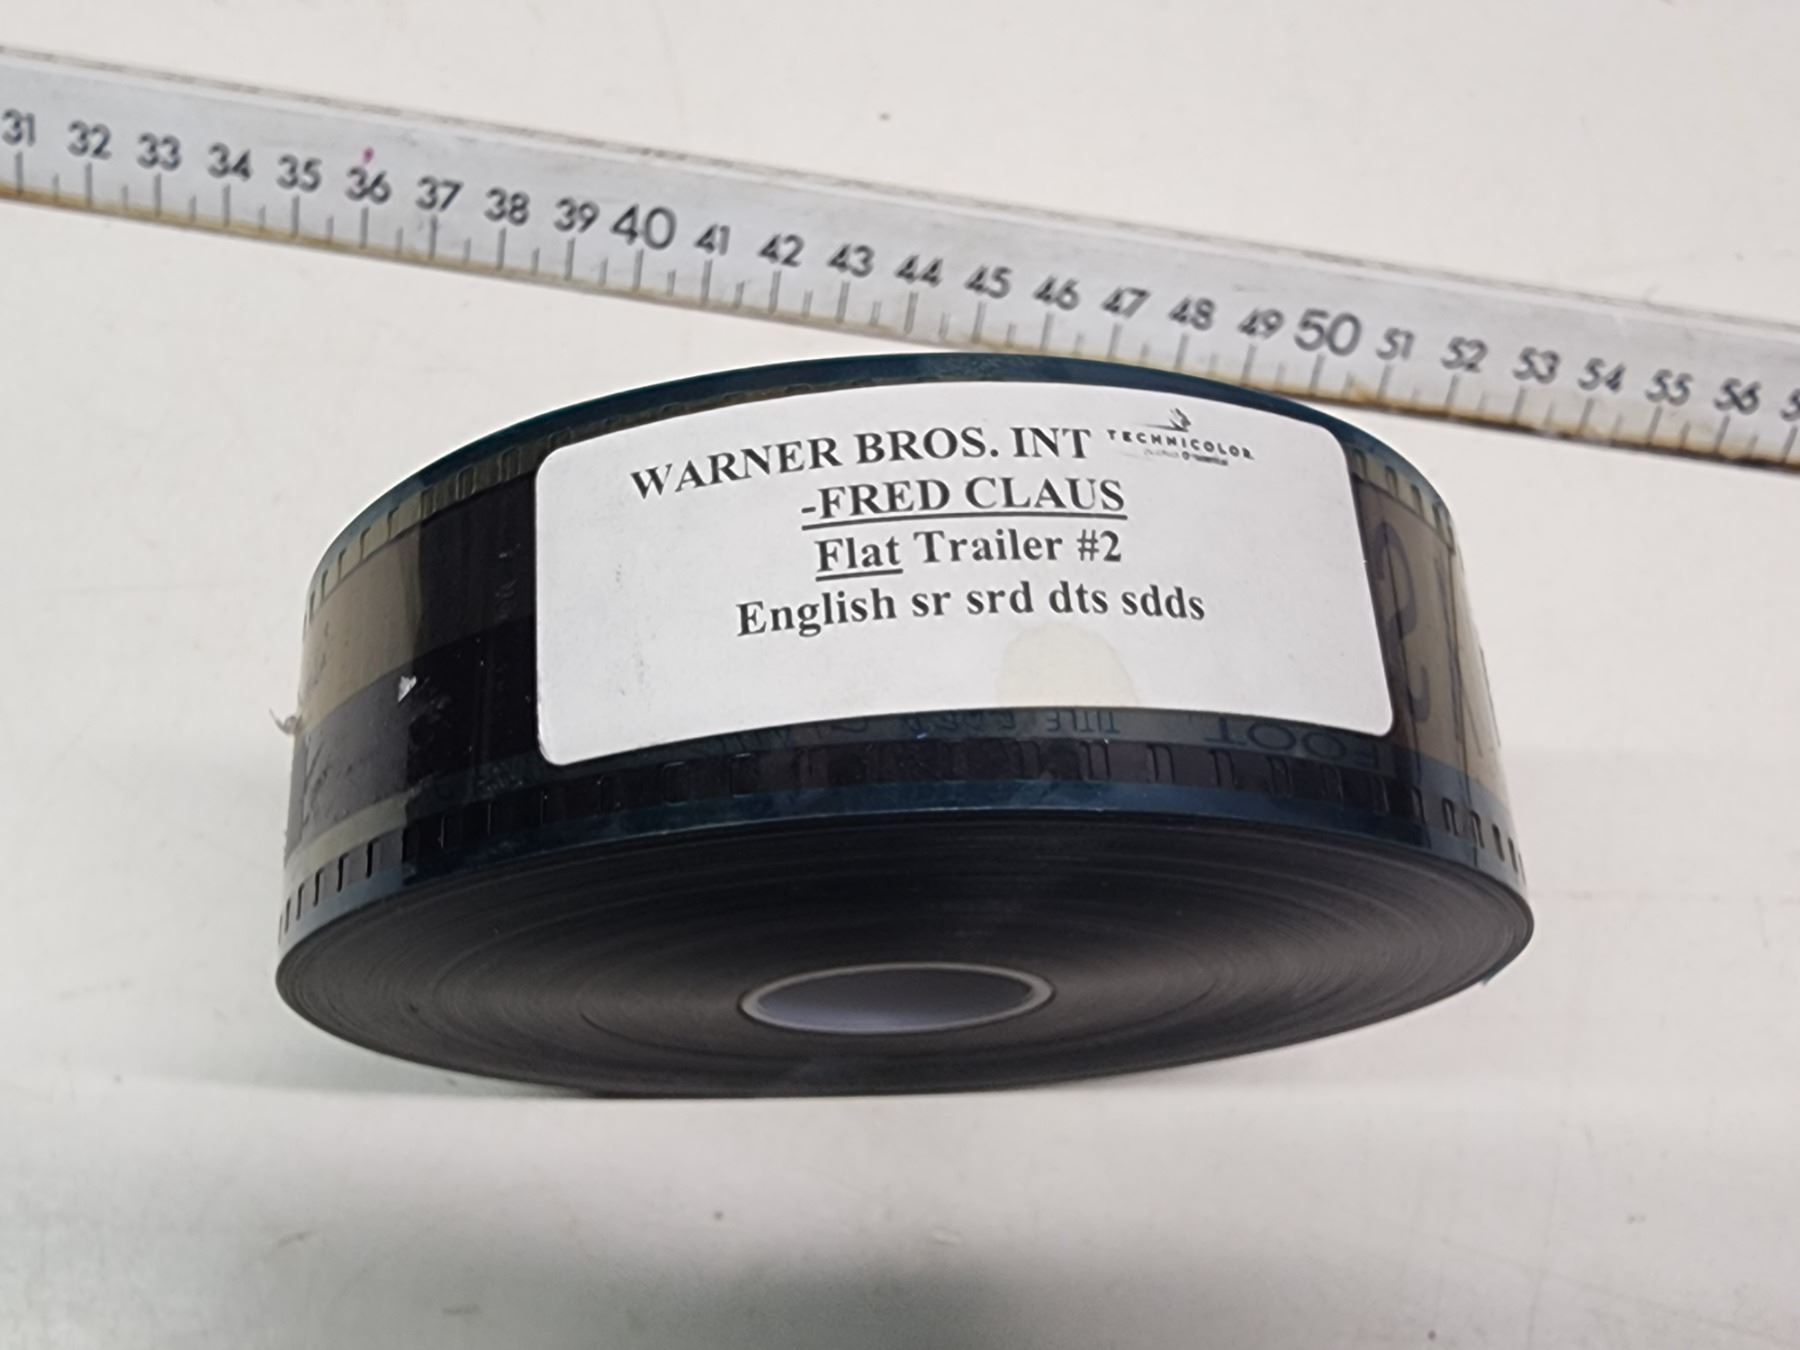 31 32 33 34 35 36 37 38 39 40 41 42 43 44 45 46 47 48 49 50 51 52 53 54 55 56
WARNER BROS. INT TECHNICOLOR
-FRED CLAUS
Flat Trailer #2
English sr srd dts sdds
TITLE
FOOT